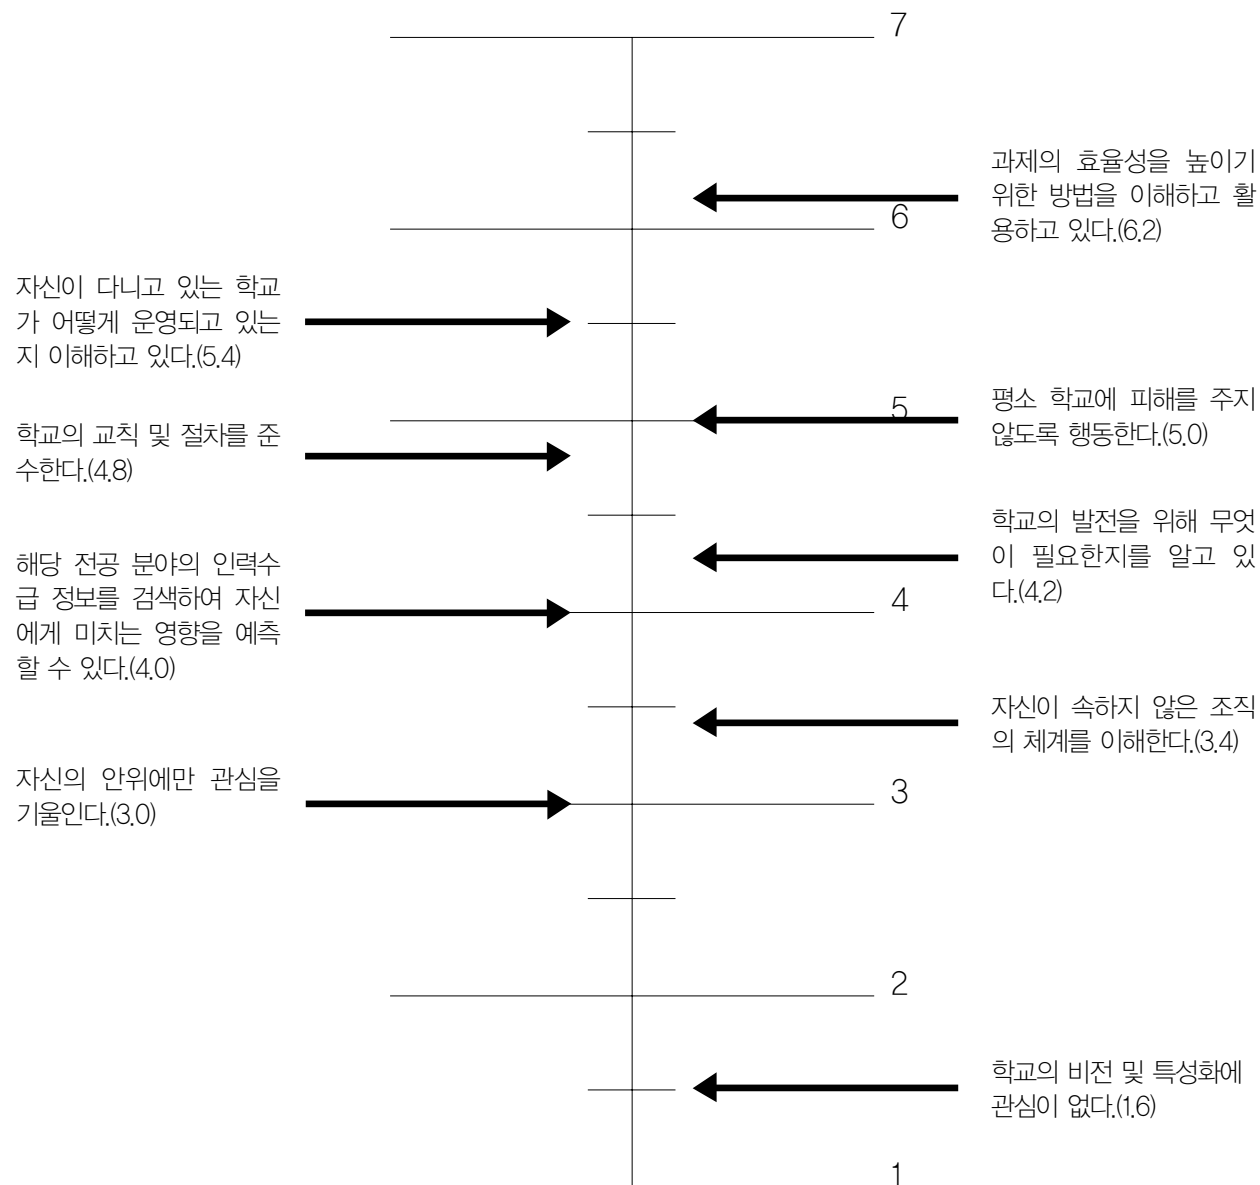 7
과제의 효율성을 높이기
위한 방법을 이해하고 활
용하고 있다.(6.2)
6
자신이 다니고 있는 학교
가 어떻게 운영되고 있는
지 이해하고 있다.(5.4)
5
평소 학교에 피해를 주지
않도록 행동한다.(5.0)
학교의 교칙 및 절차를 준
수한다.(4.8)
학교의 발전을 위해 무엇
이 필요한지를 알고 있
다.(4.2)
해당 전공 분야의 인력수
급 정보를 검색하여 자신
에게 미치는 영향을 예측
할 수 있다.(4.0)
4
자신이 속하지 않은 조직
의 체계를 이해한다.(3.4)
자신의 안위에만 관심을
기울인다.(3.0)
3
2
학교의 비전 및 특성화에
관심이 없다.(1.6)
1